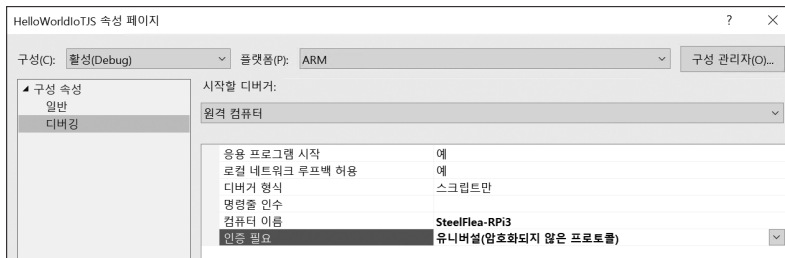 HelloWorldIoTJS 속성 페이지
? ×
구성(C): 활성(Debug) 플랫폼(P): ARM 구성 관리자(O)...
구성 속성
일반
디버깅
시작할 디버거:
원격 컴퓨터
응용 프로그램 시작 예
로컬 네트워크 루프백 허용 예
디버거 형식 스크립트만
명령줄 인수
컴퓨터 이름 SteelFlea-RPi3
인증 필요 유니버설(암호화되지 않은 프로토콜)